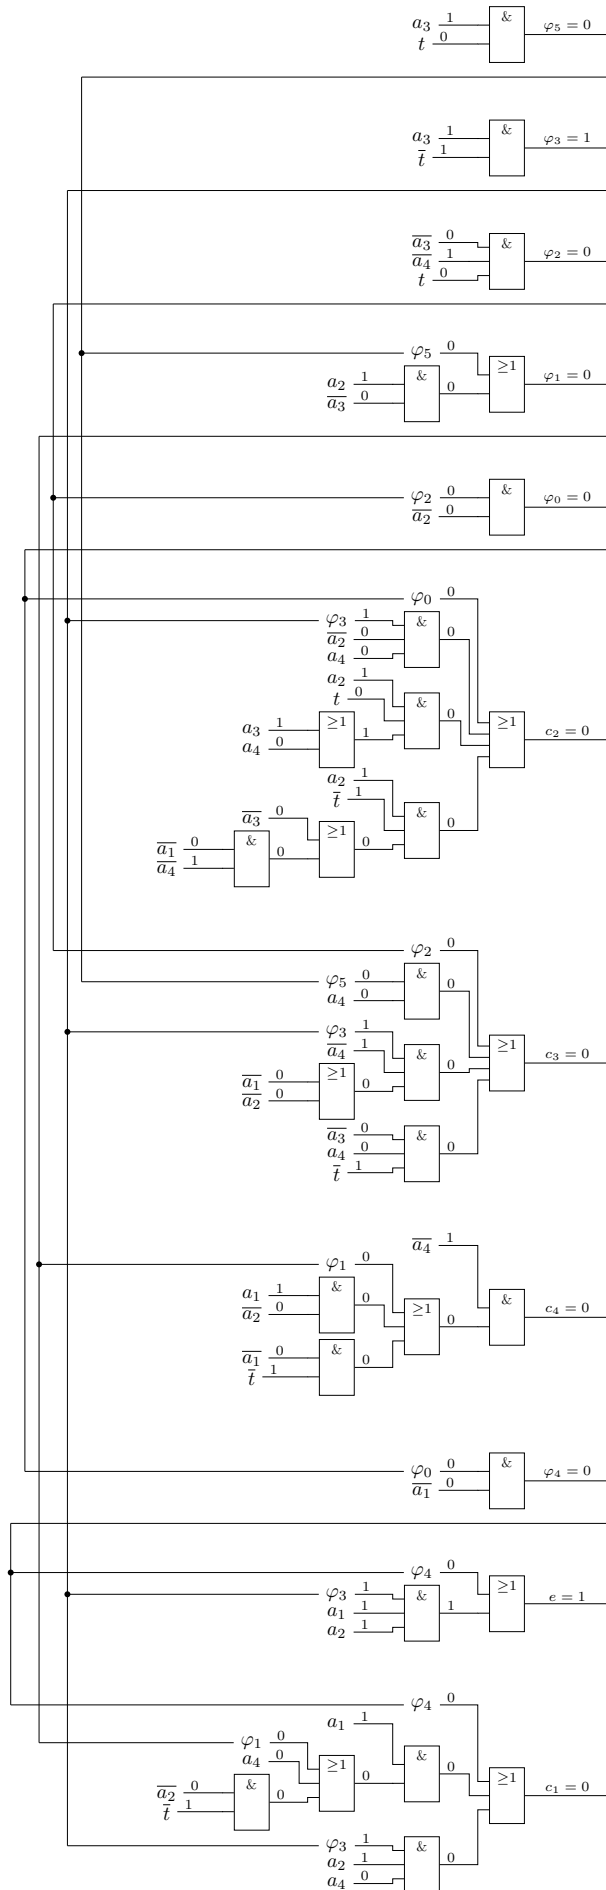 a₃ 1 & φ₅ = 0
t 0
a₃ 1 & φ₃ = 1
t̅ 1
a̅₃ 0 & φ₂ = 0
a̅₄ 1
t 0
φ₅ 0 ≥1 φ₁ = 0
a₂ 1 & 0
a̅₃ 0
φ₂ 0 & φ₀ = 0
a̅₂ 0
φ₀ 0
φ₃ 1 & 0
a̅₂ 0
a₄ 0
a₂ 1 & 0
t 0
a₃ 1 ≥1 1 ≥1 c₂ = 0
a₄ 0
a₂ 1 & 0
t̅ 1
a̅₃ 0 ≥1 0
a̅₁ 0 & 0
a̅₄ 1
φ₂ 0
φ₅ 0 & 0
a₄ 0
φ₃ 1 & 0 ≥1 c₃ = 0
a̅₄ 1
a̅₁ 0 ≥1 0
a̅₂ 0
a̅₃ 0 & 0
a₄ 0
t̅ 1
a̅₄ 1 & c₄ = 0
φ₁ 0 ≥1 0
a₁ 1 & 0
a̅₂ 0
a̅₁ 0 & 0
t̅ 1
φ₀ 0 & φ₄ = 0
a̅₁ 0
φ₄ 0 ≥1 e = 1
φ₃ 1 & 1
a₁ 1
a₂ 1
φ₄ 0 ≥1 c₁ = 0
a₁ 1 & 0
φ₁ 0 ≥1 0
a₄ 0
a̅₂ 0 & 0
t̅ 1
φ₃ 1 & 0
a₂ 1
a₄ 0